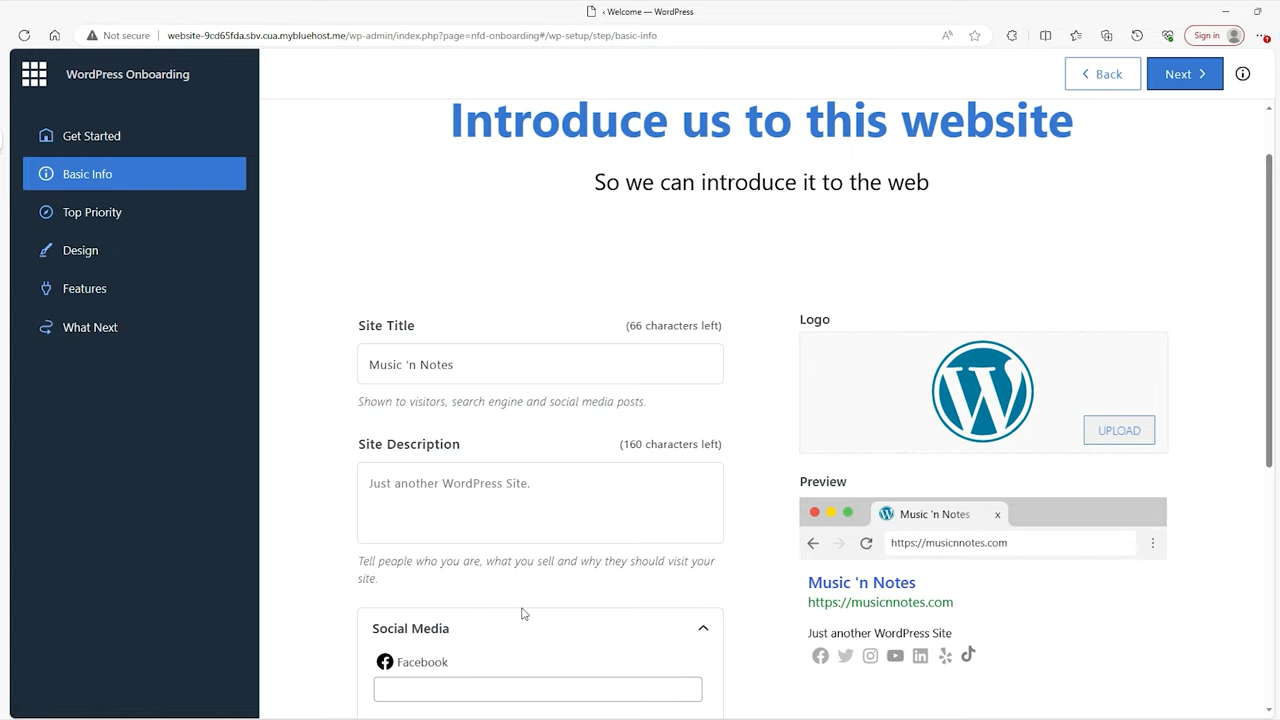 ‹ Welcome — WordPress
Not secure
website-9cd65fda.sbv.cua.mybluehost.me/wp-admin/index.php?page=nfd-onboarding#/wp-setup/step/basic-info
Sign in
WordPress Onboarding
Back
Next
Get Started
Basic Info
Top Priority
Design
Features
What Next
Introduce us to this website
So we can introduce it to the web
Site Title
(66 characters left)
Music 'n Notes
Shown to visitors, search engine and social media posts.
Site Description
(160 characters left)
Just another WordPress Site.
Tell people who you are, what you sell and why they should visit your
site.
Social Media
Facebook
Logo
UPLOAD
Preview
Music 'n Notes
x
https://musicnnotes.com
Music 'n Notes
https://musicnnotes.com
Just another WordPress Site